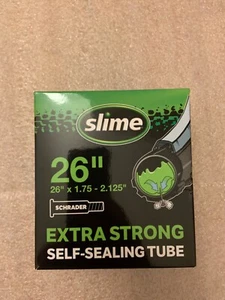 slime
26"
26" x 1.75 - 2.125"
SCHRADER
EXTRA STRONG
SELF-SEALING TUBE